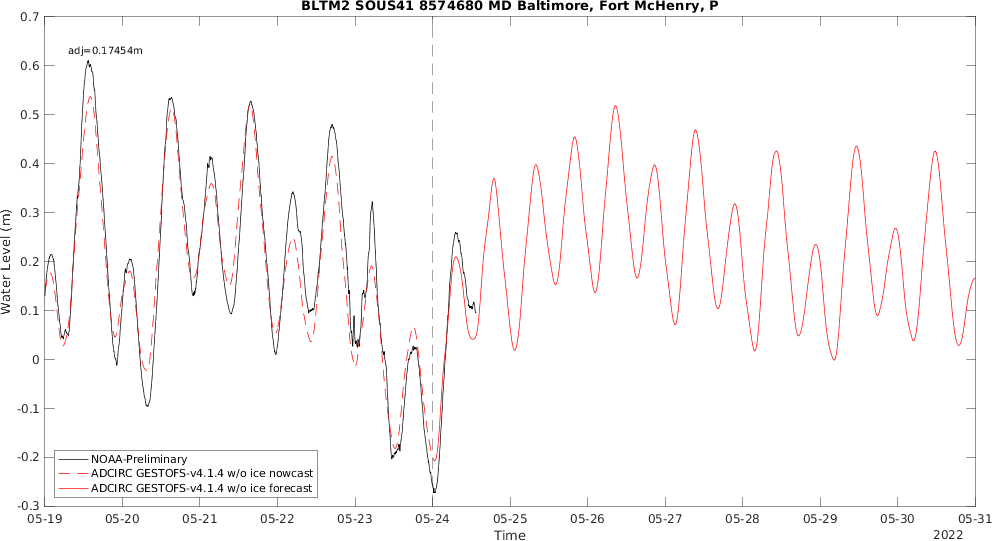 BLTM2 SOUS41 8574680 MD Baltimore, Fort McHenry, P
0.7
0.6
0.5
0.4
0.3
0.2
0.1
0
-0.1
-0.2
-0.3
Water Level (m)
adj=0.17454m
NOAA-Preliminary
ADCIRC GESTOFS-v4.1.4 w/o ice nowcast
ADCIRC GESTOFS-v4.1.4 w/o ice forecast
05-19 05-20 05-21 05-22 05-23 05-24 05-25 05-26 05-27 05-28 05-29 05-30 05-31
Time
2022